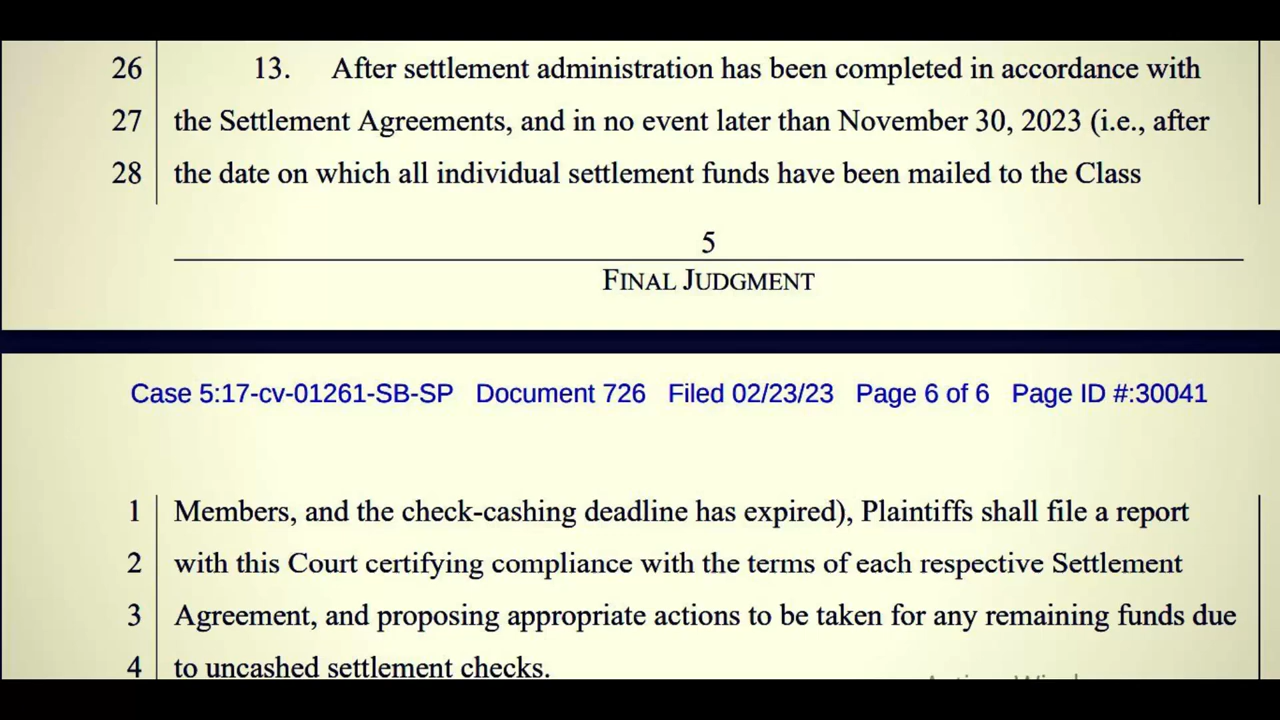 26 13. After settlement administration has been completed in accordance with
27 the Settlement Agreements, and in no event later than November 30, 2023 (i.e., after
28 the date on which all individual settlement funds have been mailed to the Class
5
FINAL JUDGMENT
Case 5:17-cv-01261-SB-SP Document 726 Filed 02/23/23 Page 6 of 6 Page ID #:30041
1 Members, and the check-cashing deadline has expired), Plaintiffs shall file a report
2 with this Court certifying compliance with the terms of each respective Settlement
3 Agreement, and proposing appropriate actions to be taken for any remaining funds due
4 to uncashed settlement checks.